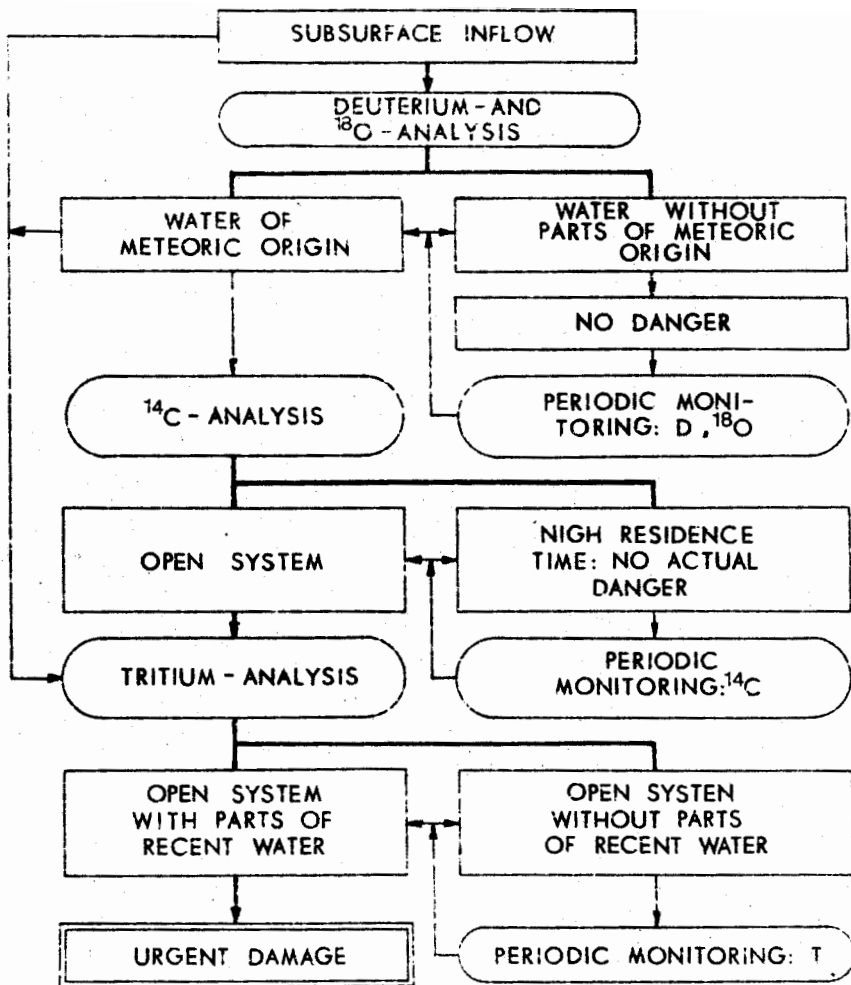 SUBSURFACE INFLOW
DEUTERIUM - AND
¹⁸O - ANALYSIS
WATER OF
METEORIC ORIGIN
WATER WITHOUT
PARTS OF METEORIC
ORIGIN
NO DANGER
¹⁴C - ANALYSIS
PERIODIC MONI-
TORING: D, ¹⁸O
OPEN SYSTEM
NIGH RESIDENCE
TIME: NO ACTUAL
DANGER
TRITIUM - ANALYSIS
PERIODIC
MONITORING: ¹⁴C
OPEN SYSTEM
WITH PARTS OF
RECENT WATER
OPEN SYSTEN
WITHOUT PARTS
OF RECENT WATER
URGENT DAMAGE
PERIODIC MONITORING: T